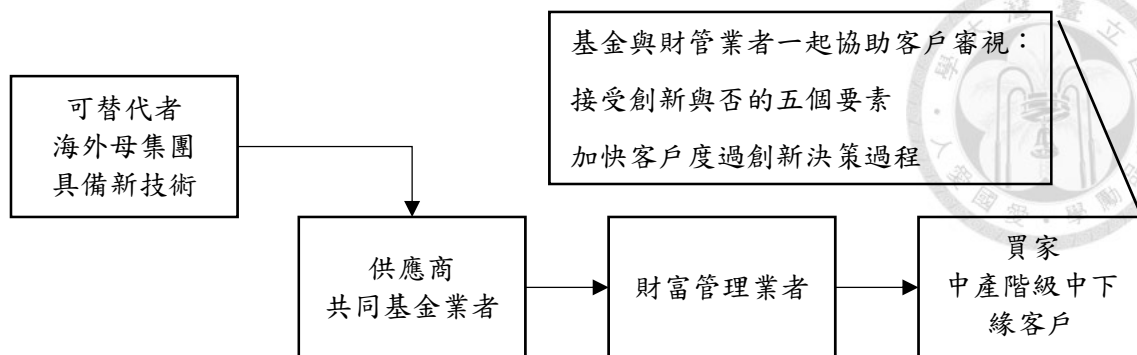 基金與財管業者一起協助客戶審視：
接受創新與否的五個要素
加快客戶度過創新決策過程
可替代者
海外母集團
具備新技術
供應商
共同基金業者
財富管理業者
買家
中產階級中下
緣客戶